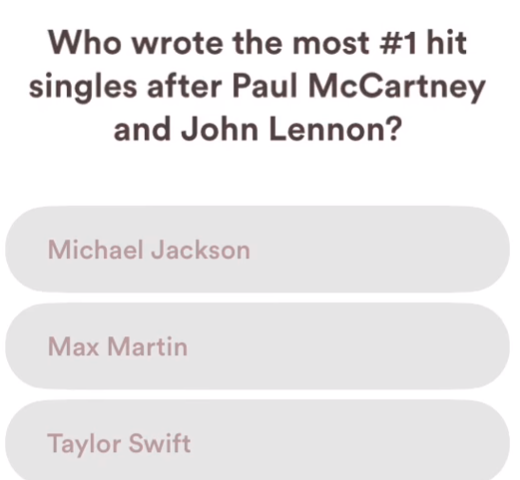 Who wrote the most #1 hit
singles after Paul McCartney
and John Lennon?
Michael Jackson
Max Martin
Taylor Swift